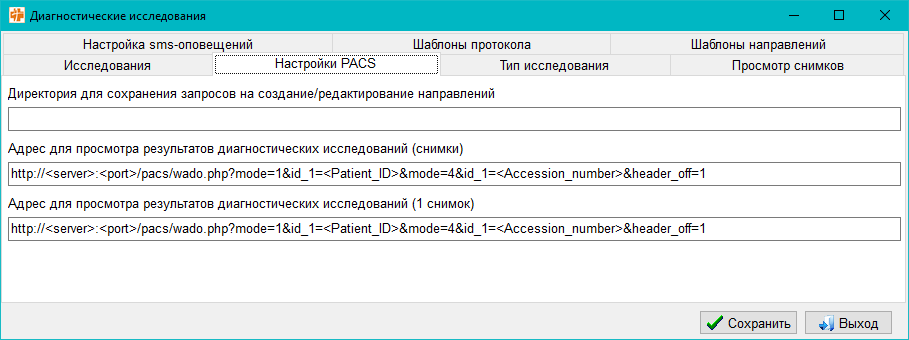 Диагностические исследования
Настройка sms-оповещений Шаблоны протокола Шаблоны направлений
Исследования Настройки PACS Тип исследования Просмотр снимков
Директория для сохранения запросов на создание/редактирование направлений
Адрес для просмотра результатов диагностических исследований (снимки)
http://<server>:<port>/pacs/wado.php?mode=1&id_1=<Patient_ID>&mode=4&id_1=<Accession_number>&header_off=1
Адрес для просмотра результатов диагностических исследований (1 снимок)
http://<server>:<port>/pacs/wado.php?mode=1&id_1=<Patient_ID>&mode=4&id_1=<Accession_number>&header_off=1
Сохранить Выход